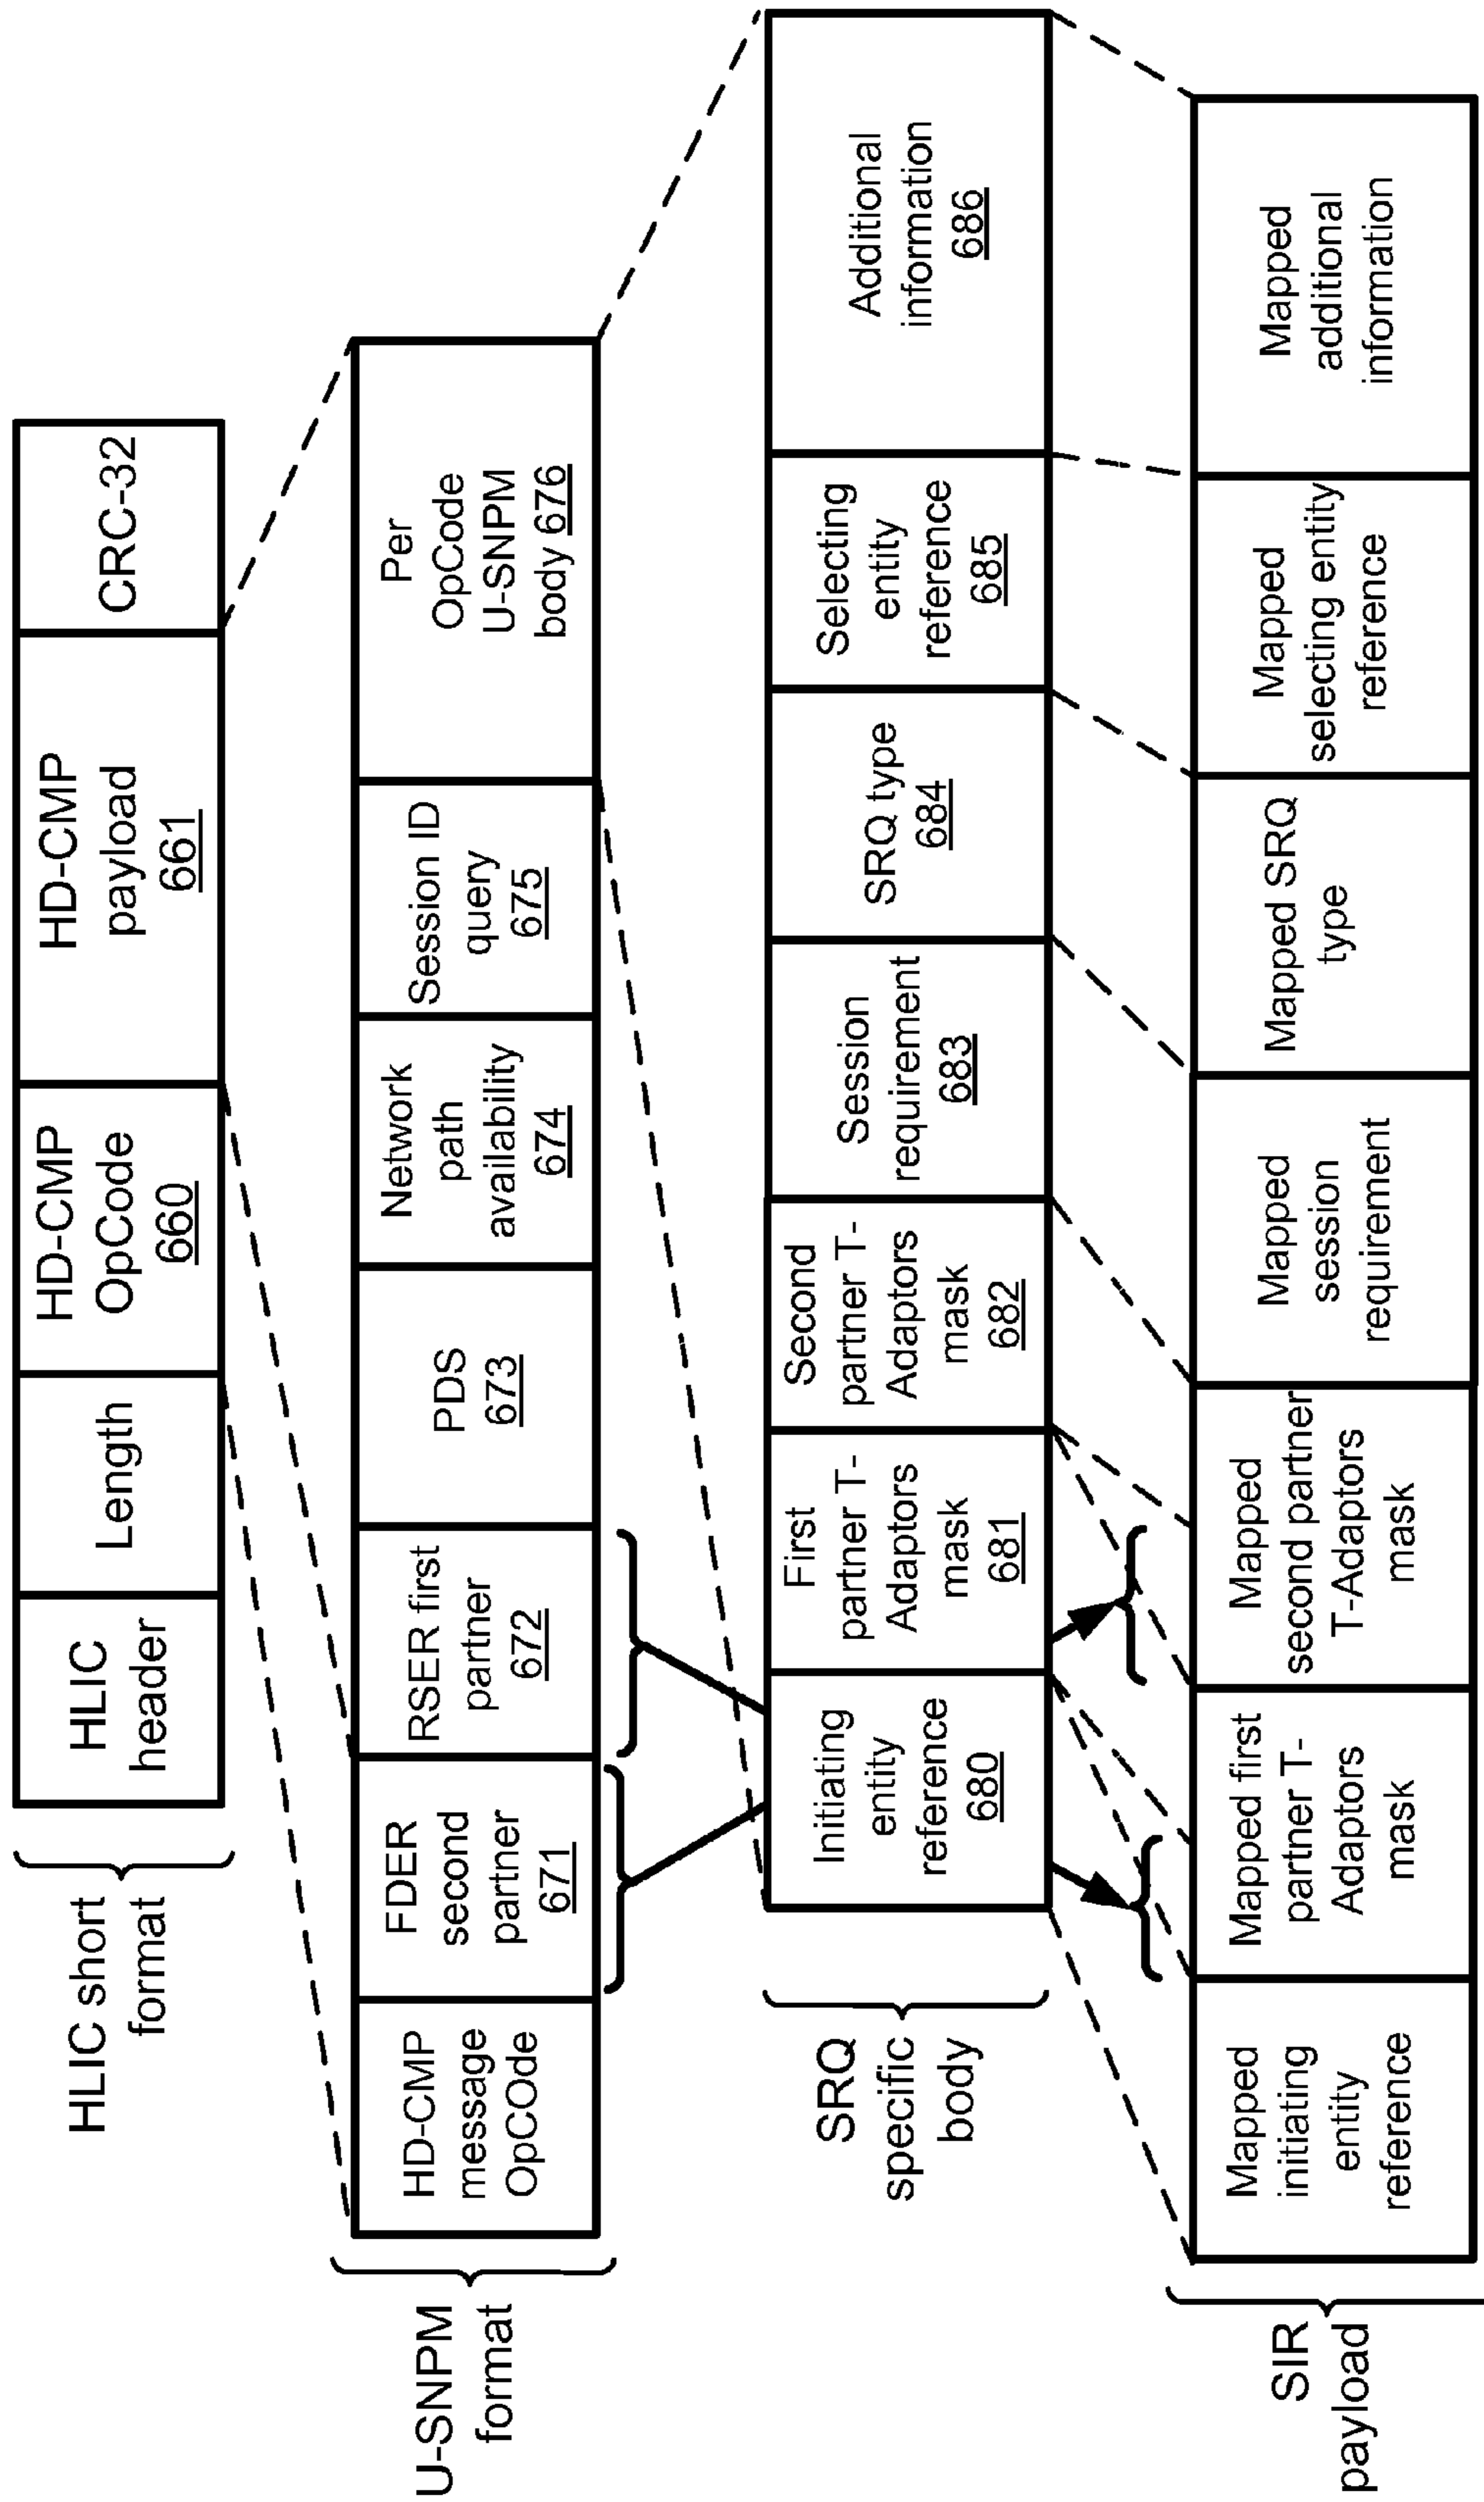 HLIC short
format
HLIC
header
Length
HD-CMP
OpCode
660
HD-CMP
payload
661
CRC-32
U-SNPM
format
HD-CMP
message
OpCOde
FDER
second
partner
671
RSER first
partner
672
PDS
673
Network
path
availability
674
Session ID
query
675
Per
OpCode
U-SNPM
body 676
SRQ
specific
body
Initiating
entity
reference
680
First
partner T-
Adaptors
mask
681
Second
partner T-
Adaptors
mask
682
Session
requirement
683
SRQ type
684
Selecting
entity
reference
685
Additional
information
686
SIR
payload
Mapped
initiating
entity
reference
Mapped first
partner T-
Adaptors
mask
Mapped
second partner
T-Adaptors
mask
Mapped
session
requirement
Mapped SRQ
type
Mapped
selecting entity
reference
Mapped
additional
information